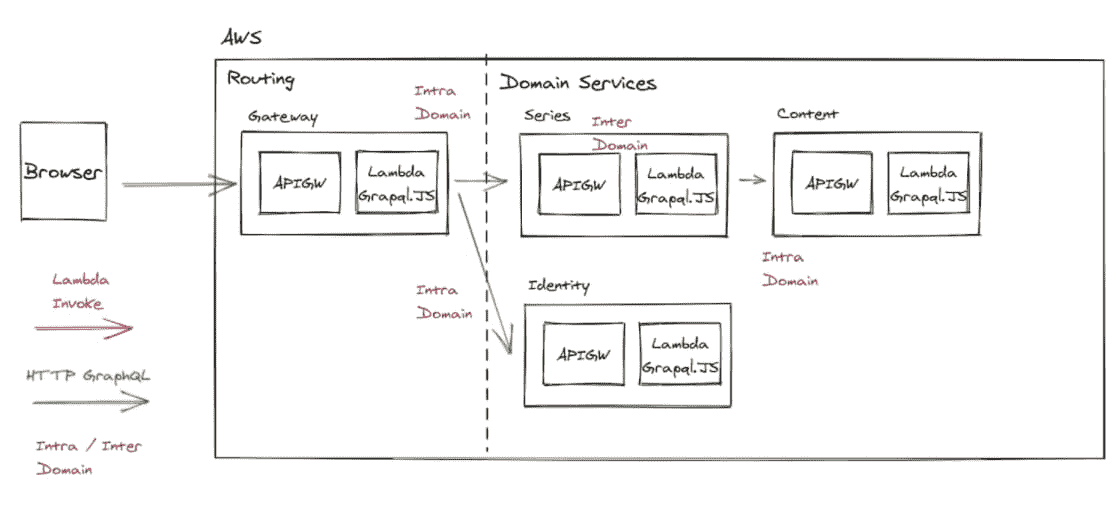 AWS
Routing
Domain Services
Intra
Domain
Gateway
Series
Inter
Domain
Content
Browser
APIGW
Lambda
Grapql.JS
APIGW
Lambda
Grapql.JS
APIGW
Lambda
Grapql.JS
Intra
Domain
Lambda
Invoke
Intra
Domain
Identity
APIGW
Lambda
Grapql.JS
HTTP GraphQL
Intra / Inter
Domain